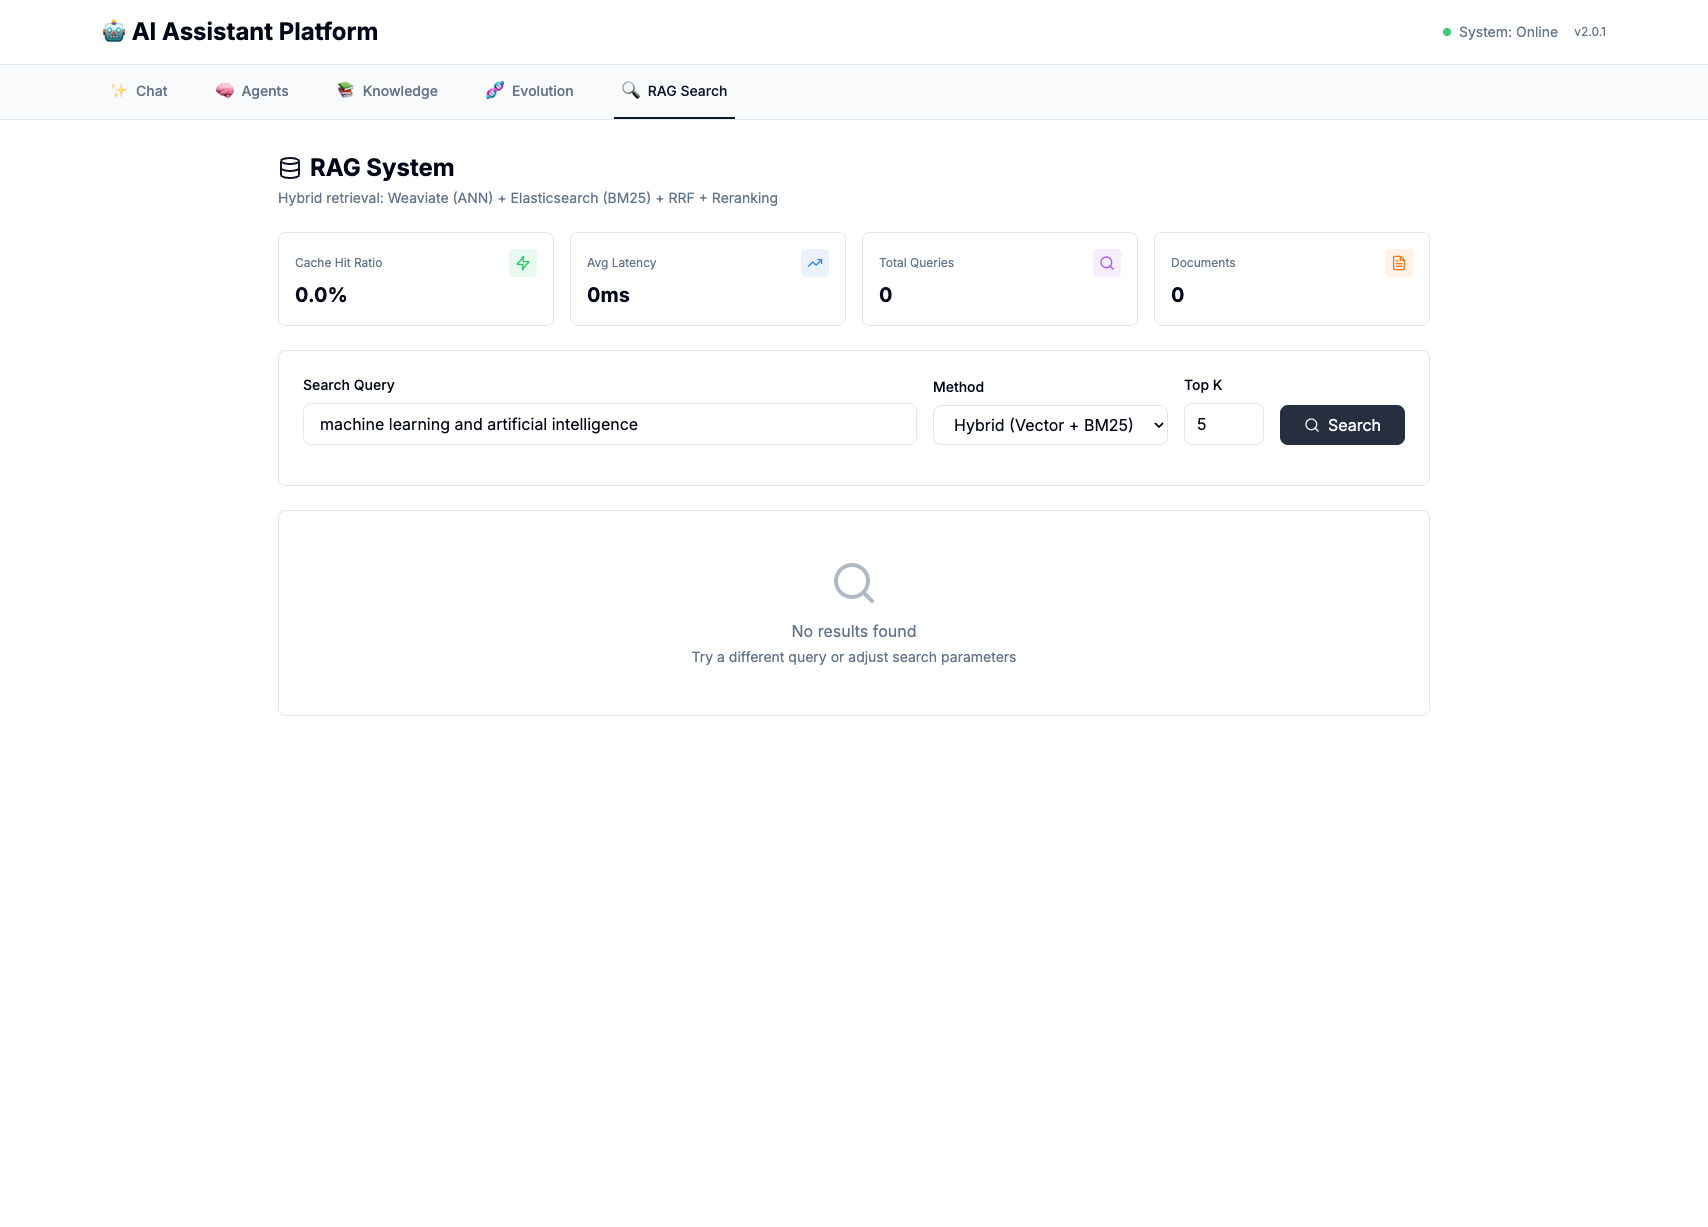 AI Assistant Platform
System: Online v2.0.1
Chat Agents Knowledge Evolution RAG Search
RAG System
Hybrid retrieval: Weaviate (ANN) + Elasticsearch (BM25) + RRF + Reranking
Cache Hit Ratio
0.0%
Avg Latency
0ms
Total Queries
0
Documents
0
Search Query
machine learning and artificial intelligence
Method
Hybrid (Vector + BM25)
Top K
5
Search
No results found
Try a different query or adjust search parameters